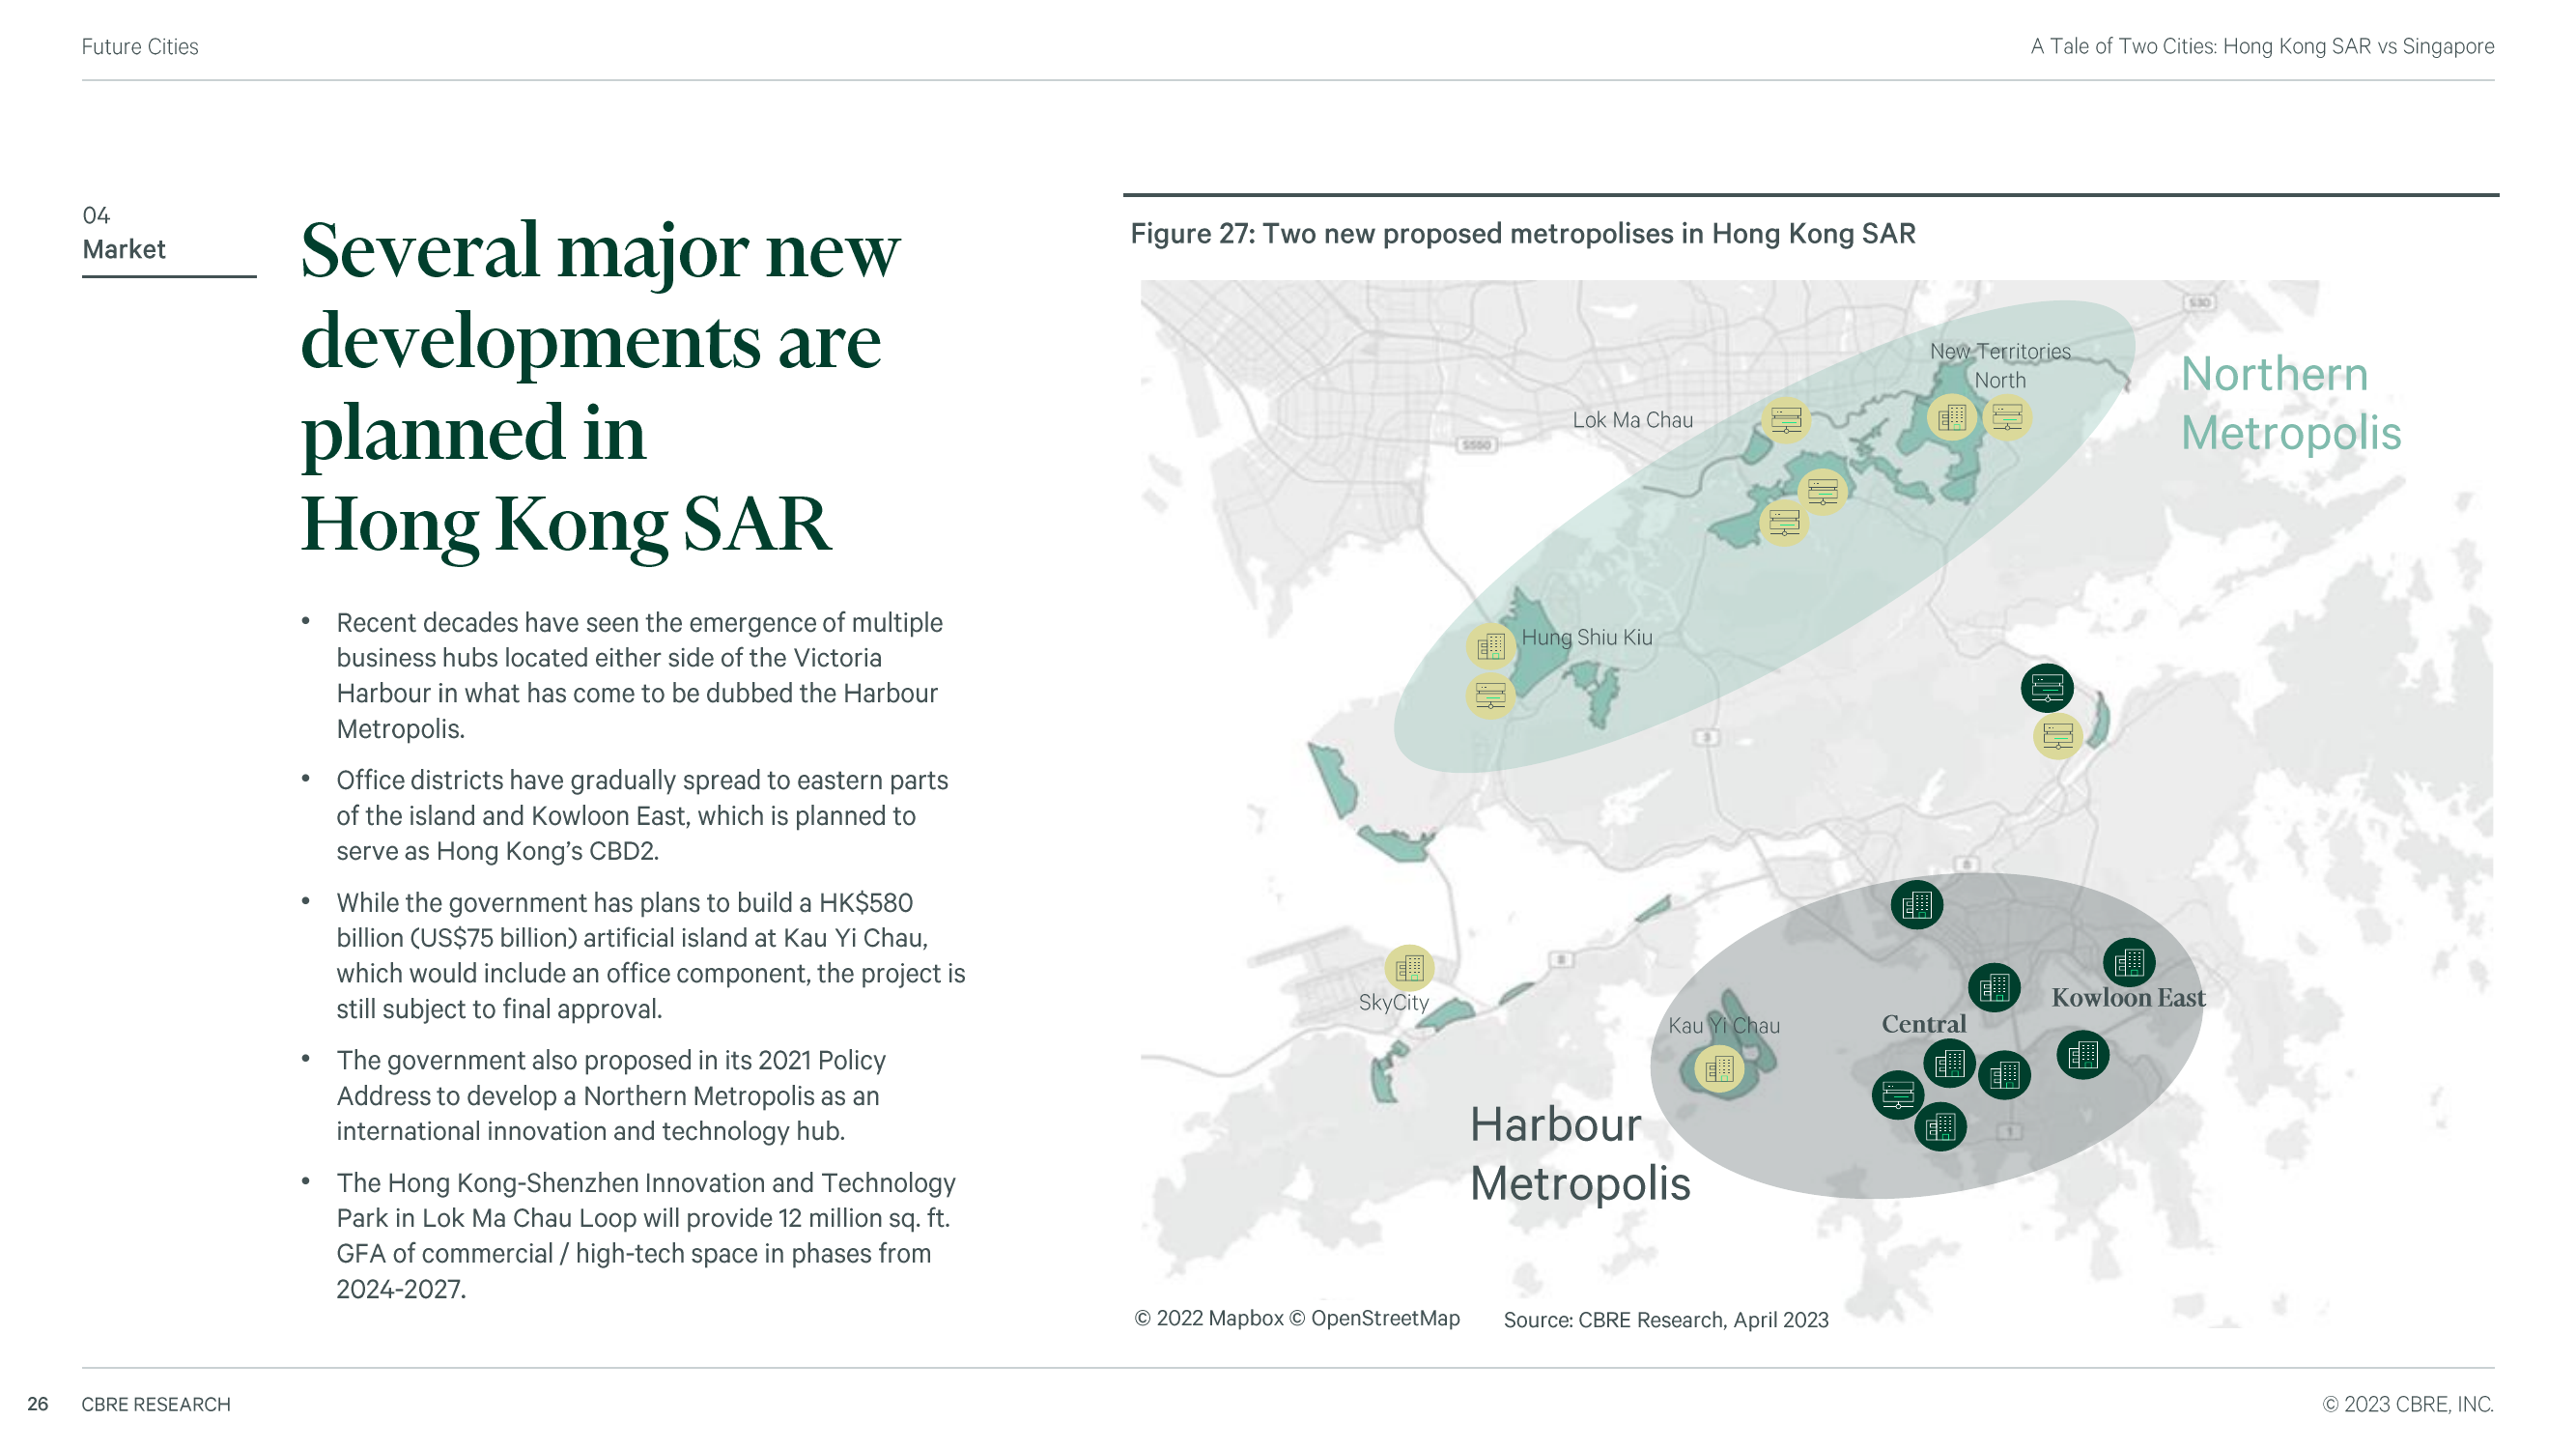 Future Cities
A Tale of Two Cities: Hong Kong SAR vs Singapore
04
Market
Several major new
developments are
planned in
Hong Kong SAR
• Recent decades have seen the emergence of multiple
business hubs located either side of the Victoria
Harbour in what has come to be dubbed the Harbour
Metropolis.
• Office districts have gradually spread to eastern parts
of the island and Kowloon East, which is planned to
serve as Hong Kong’s CBD2.
• While the government has plans to build a HK$580
billion (US$75 billion) artificial island at Kau Yi Chau,
which would include an office component, the project is
still subject to final approval.
• The government also proposed in its 2021 Policy
Address to develop a Northern Metropolis as an
international innovation and technology hub.
• The Hong Kong-Shenzhen Innovation and Technology
Park in Lok Ma Chau Loop will provide 12 million sq. ft.
GFA of commercial / high-tech space in phases from
2024-2027.
Figure 27: Two new proposed metropolises in Hong Kong SAR
S30
New Territories
North
Northern
Metropolis
Lok Ma Chau
S550
Hung Shiu Kiu
3
8
8
SkyCity
Kau Yi Chau
Kowloon East
Central
1
Harbour
Metropolis
© 2022 Mapbox © OpenStreetMap
Source: CBRE Research, April 2023
26
CBRE RESEARCH
© 2023 CBRE, INC.